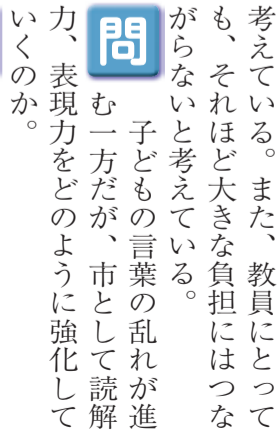 考えている。また、教員にとって
も、それほど大きな負担にはつな
がらないと考えている。
問
子どもの言葉の乱れが進
む一方だが、市として読解
力、表現力をどのように強化して
いくのか。